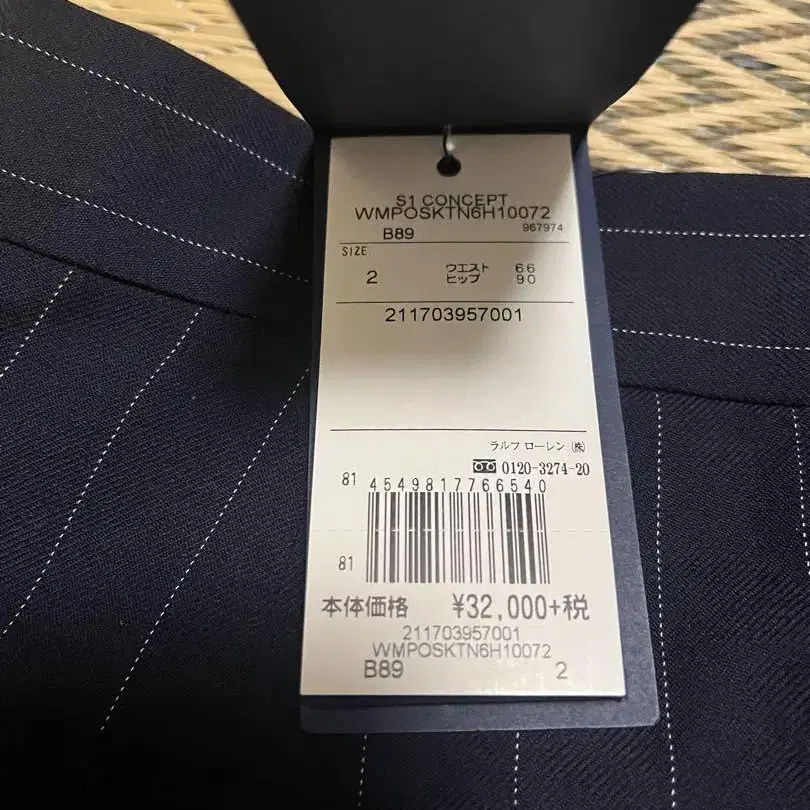 S1 CONCEPT
WMPOSKTN6H10072
B89 967974
SIZE
2 ウエスト 66
ヒップ 90
211703957001
ラルフ ローレン (株)
0120-3274-20
81 4549817766540
81
本体価格 ¥32,000+税
211703957001
WMPOSKTN6H10072
B89 2